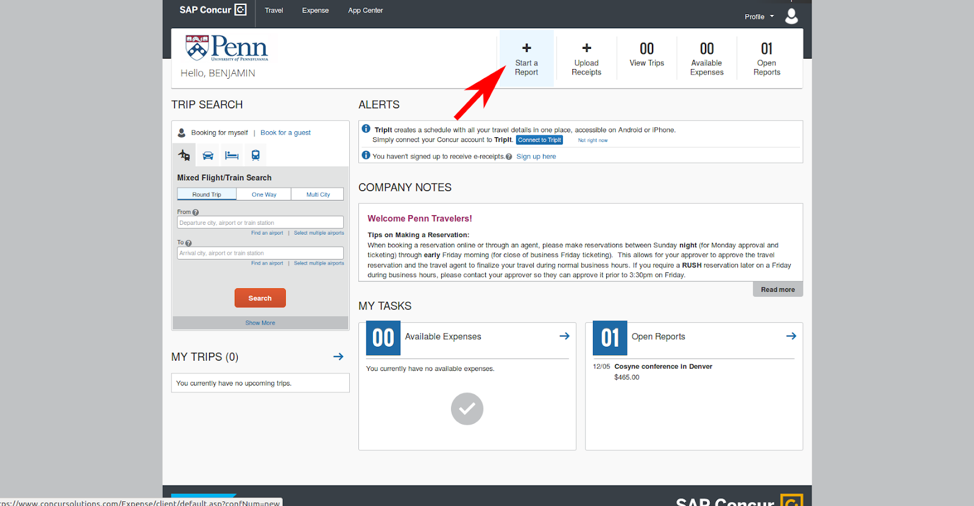 SAP Concur C
Travel
Expense
App Center
Profile
Penn
UNIVERSITY OF PENNSYLVANIA
Hello, BENJAMIN
+
Start a
Report
+
Upload
Receipts
00
View Trips
00
Available
Expenses
01
Open
Reports
TRIP SEARCH
Booking for myself | Book for a guest
Mixed Flight/Train Search
Round Trip
One Way
Multi City
From ?
Departure city, airport or train station
Find an airport | Select multiple airports
To ?
Arrival city, airport or train station
Find an airport | Select multiple airports
Search
Show More
MY TRIPS (0)
You currently have no upcoming trips.
ALERTS
TripIt creates a schedule with all your travel details in one place, accessible on Android or iPhone.
Simply connect your Concur account to TripIt. Connect to TripIt Not right now
You haven't signed up to receive e-receipts. ? Sign up here
COMPANY NOTES
Welcome Penn Travelers!
Tips on Making a Reservation:
When booking a reservation online or through an agent, please make reservations between Sunday night (for Monday approval and
ticketing) through early Friday morning (for close of business Friday ticketing). This allows for your approver to approve the travel
reservation and the travel agent to finalize your travel during normal business hours. If you require a RUSH reservation later on a Friday
during business hours, please contact your approver so they can approve it prior to 3:30pm on Friday.
Read more
MY TASKS
00 Available Expenses
You currently have no available expenses.
01 Open Reports
12/05 Cosyne conference in Denver
$465.00
SAP Concur C
ps://www.concursolutions.com/Expense/client/default.asp?confNum=new